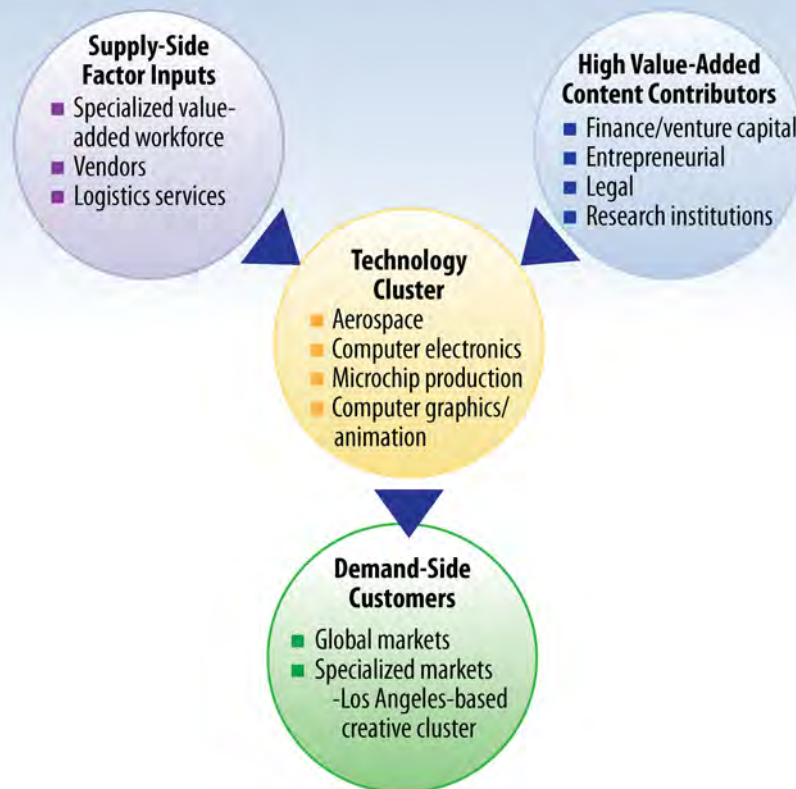 Supply-Side
Factor Inputs
Specialized value-
added workforce
Vendors
Logistics services
High Value-Added
Content Contributors
Finance/venture capital
Entrepreneurial
Legal
Research institutions
Technology
Cluster
Aerospace
Computer electronics
Microchip production
Computer graphics/
animation
Demand-Side
Customers
Global markets
Specialized markets
-Los Angeles-based
creative cluster